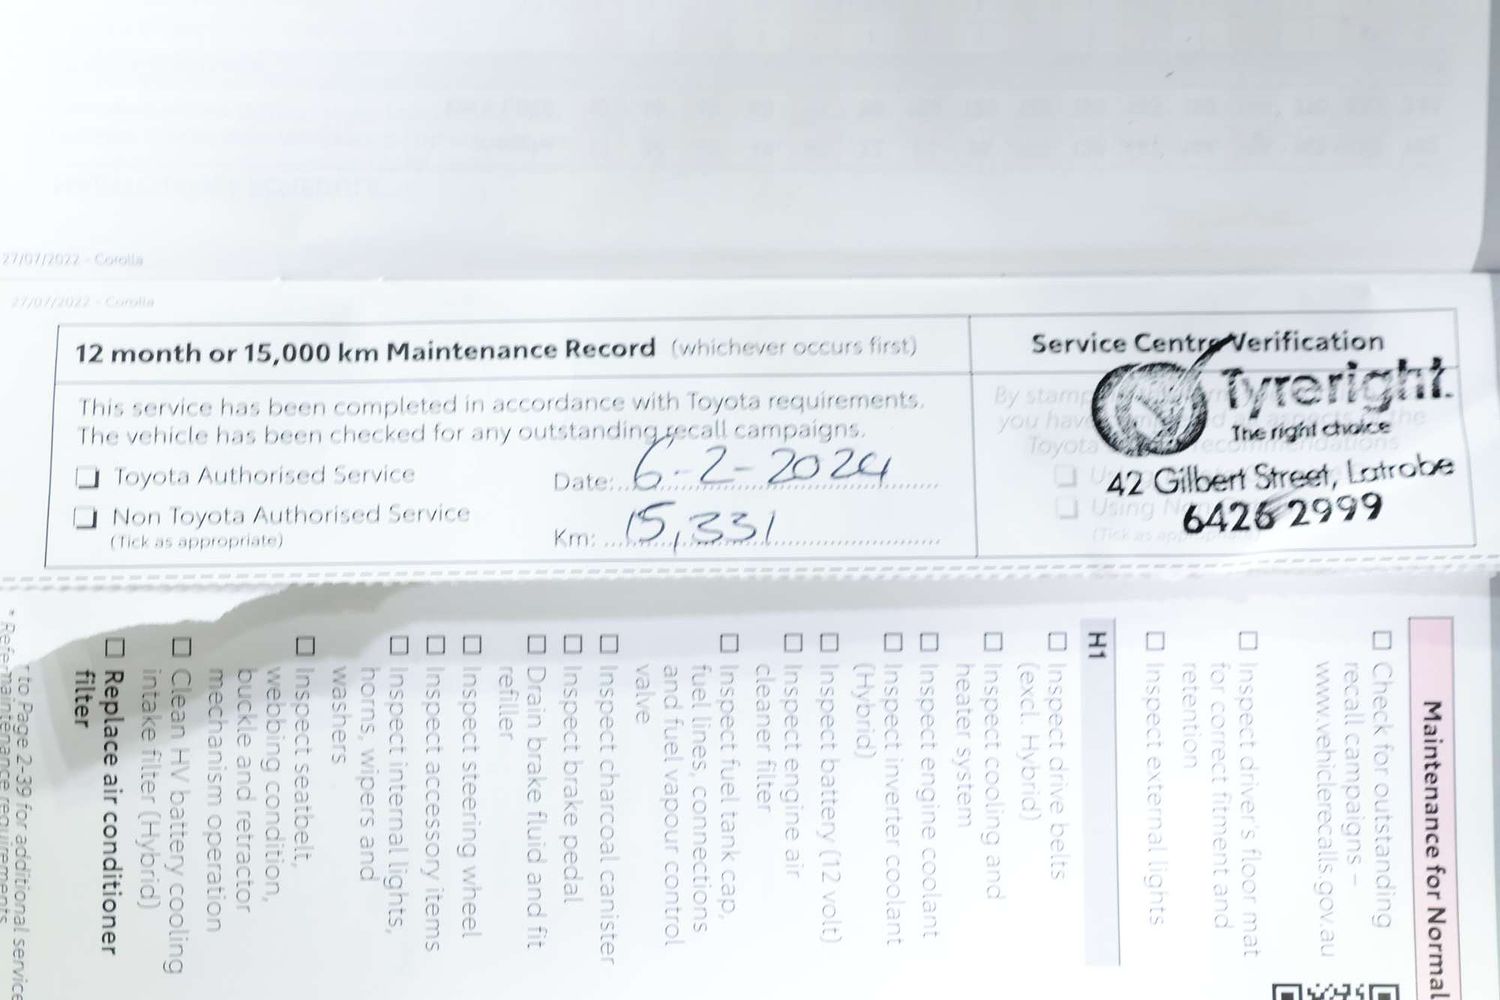 27/07/2022 - Corolla
27/07/2022 - Corolla
12 month or 15,000 km Maintenance Record (whichever occurs first)
This service has been completed in accordance with Toyota requirements.
The vehicle has been checked for any outstanding recall campaigns.
Toyota Authorised Service
Non Toyota Authorised Service
(Tick as appropriate)
Date: 6-2-2024
Km: 15,331
Service Centre Verification
By stamp
you have
Toyota
Using
(Tick as
Tyreright.
The right choice
42 Gilbert Street, Latrobe
6426 2999
Maintenance for Normal
Check for outstanding
recall campaigns –
www.vehiclerecalls.gov.au
Inspect driver's floor mat
for correct fitment and
retention
Inspect external lights
H1
Inspect drive belts
(excl. Hybrid)
Inspect cooling and
heater system
Inspect engine coolant
Inspect inverter coolant
(Hybrid)
Inspect battery (12 volt)
Inspect engine air
cleaner filter
Inspect fuel tank cap,
fuel lines, connections
and fuel vapour control
valve
Inspect charcoal canister
Inspect brake pedal
Drain brake fluid and fit
refiller
Inspect steering wheel
Inspect accessory items
Inspect internal lights,
horns, wipers and
washers
Inspect seatbelt,
webbing condition,
buckle and retractor
mechanism operation
Clean HV battery cooling
intake filter (Hybrid)
Replace air conditioner
filter
to Page 2-39 for additional service
maintenance requirements